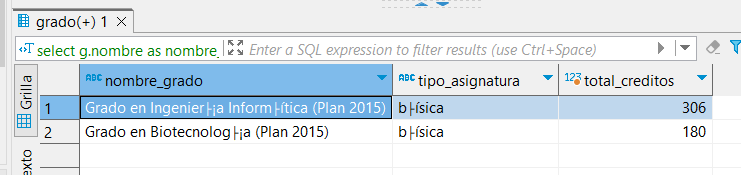 grado(+) 1
select g.nombre as nombre_ Enter a SQL expression to filter results (use Ctrl+Space)
Grilla
nombre_grado tipo_asignatura total_creditos
1 Grado en Ingenier├¡a Inform├ítica (Plan 2015) b├ísica 306
2 Grado en Biotecnolog├¡a (Plan 2015) b├ísica 180
exto